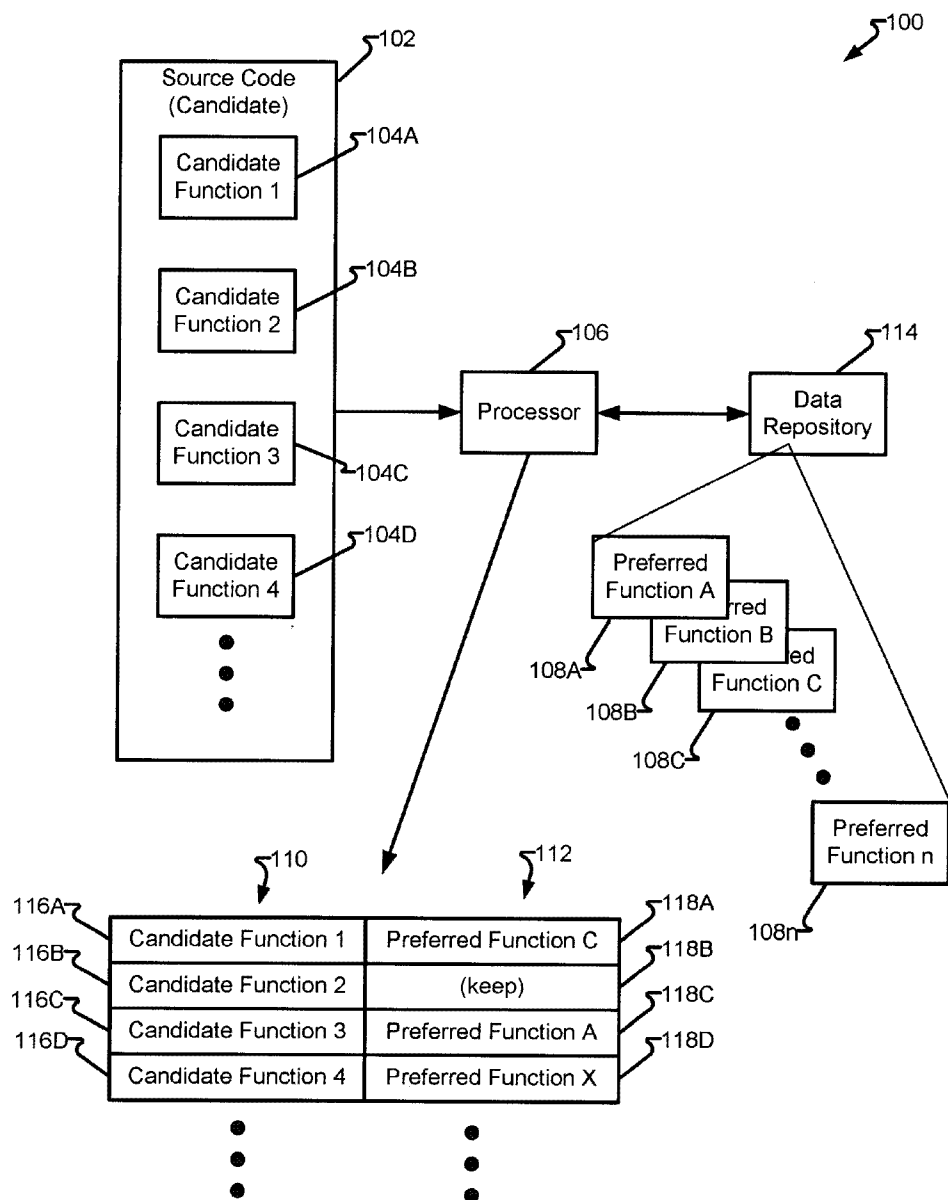 100
102
Source Code
(Candidate)
104A
Candidate
Function 1
104B
Candidate
Function 2
Candidate
Function 3
104C
104D
Candidate
Function 4
106
Processor
114
Data
Repository
Preferred
Function A
108A
rred
Function B
108B
ed
Function C
108C
Preferred
Function n
108n
110
112
116A
Candidate Function 1
Preferred Function C
118A
116B
Candidate Function 2
(keep)
118B
116C
Candidate Function 3
Preferred Function A
118C
116D
Candidate Function 4
Preferred Function X
118D